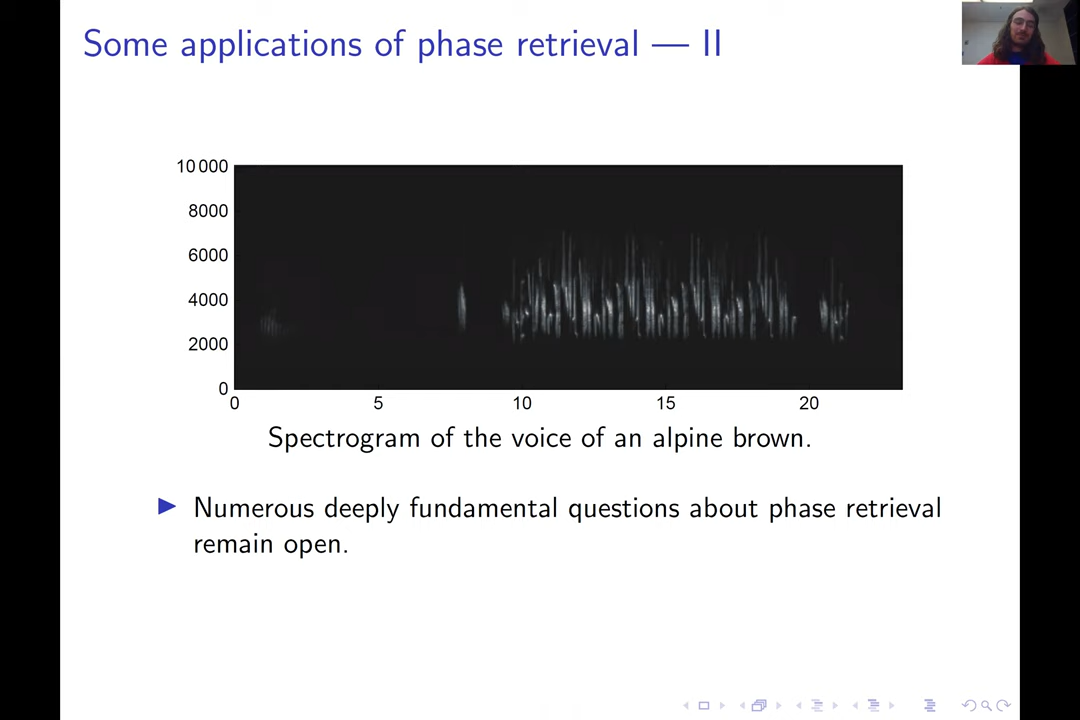 Some applications of phase retrieval — II
10 000
8000
6000
4000
2000
0
0 5 10 15 20
Spectrogram of the voice of an alpine brown.
Numerous deeply fundamental questions about phase retrieval
remain open.